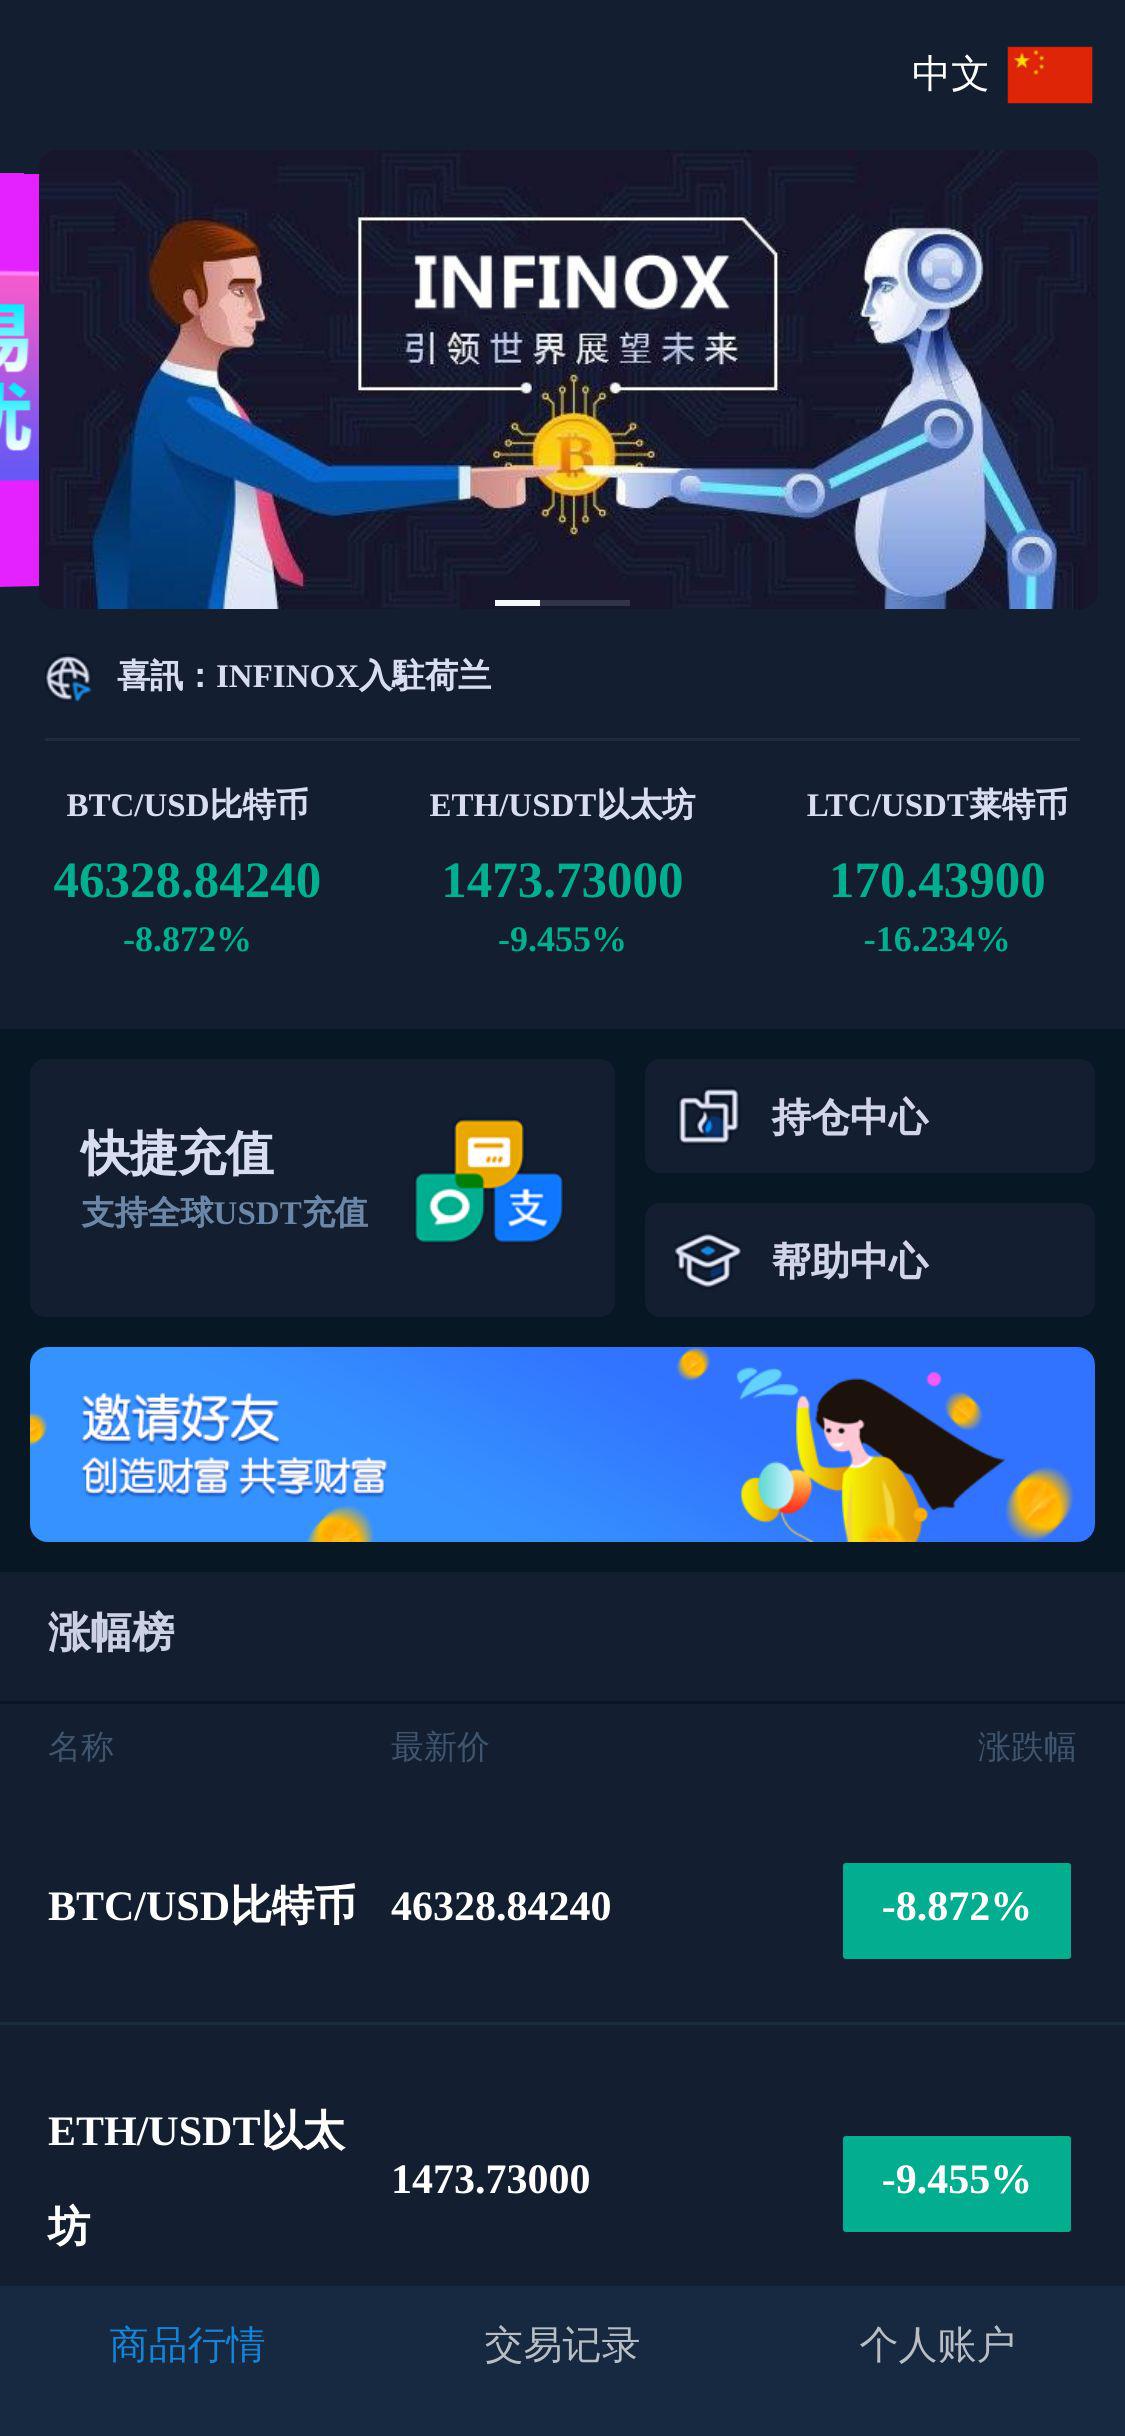 中文
易
扰
INFINOX
引领世界展望未来
喜訊：INFINOX入駐荷兰
BTC/USD比特币
ETH/USDT以太坊
LTC/USDT莱特币
46328.84240
1473.73000
170.43900
-8.872%
-9.455%
-16.234%
快捷充值
支持全球USDT充值
支
持仓中心
帮助中心
邀请好友
创造财富 共享财富
涨幅榜
名称
最新价
涨跌幅
BTC/USD比特币
46328.84240
-8.872%
ETH/USDT以太
坊
1473.73000
-9.455%
商品行情
交易记录
个人账户